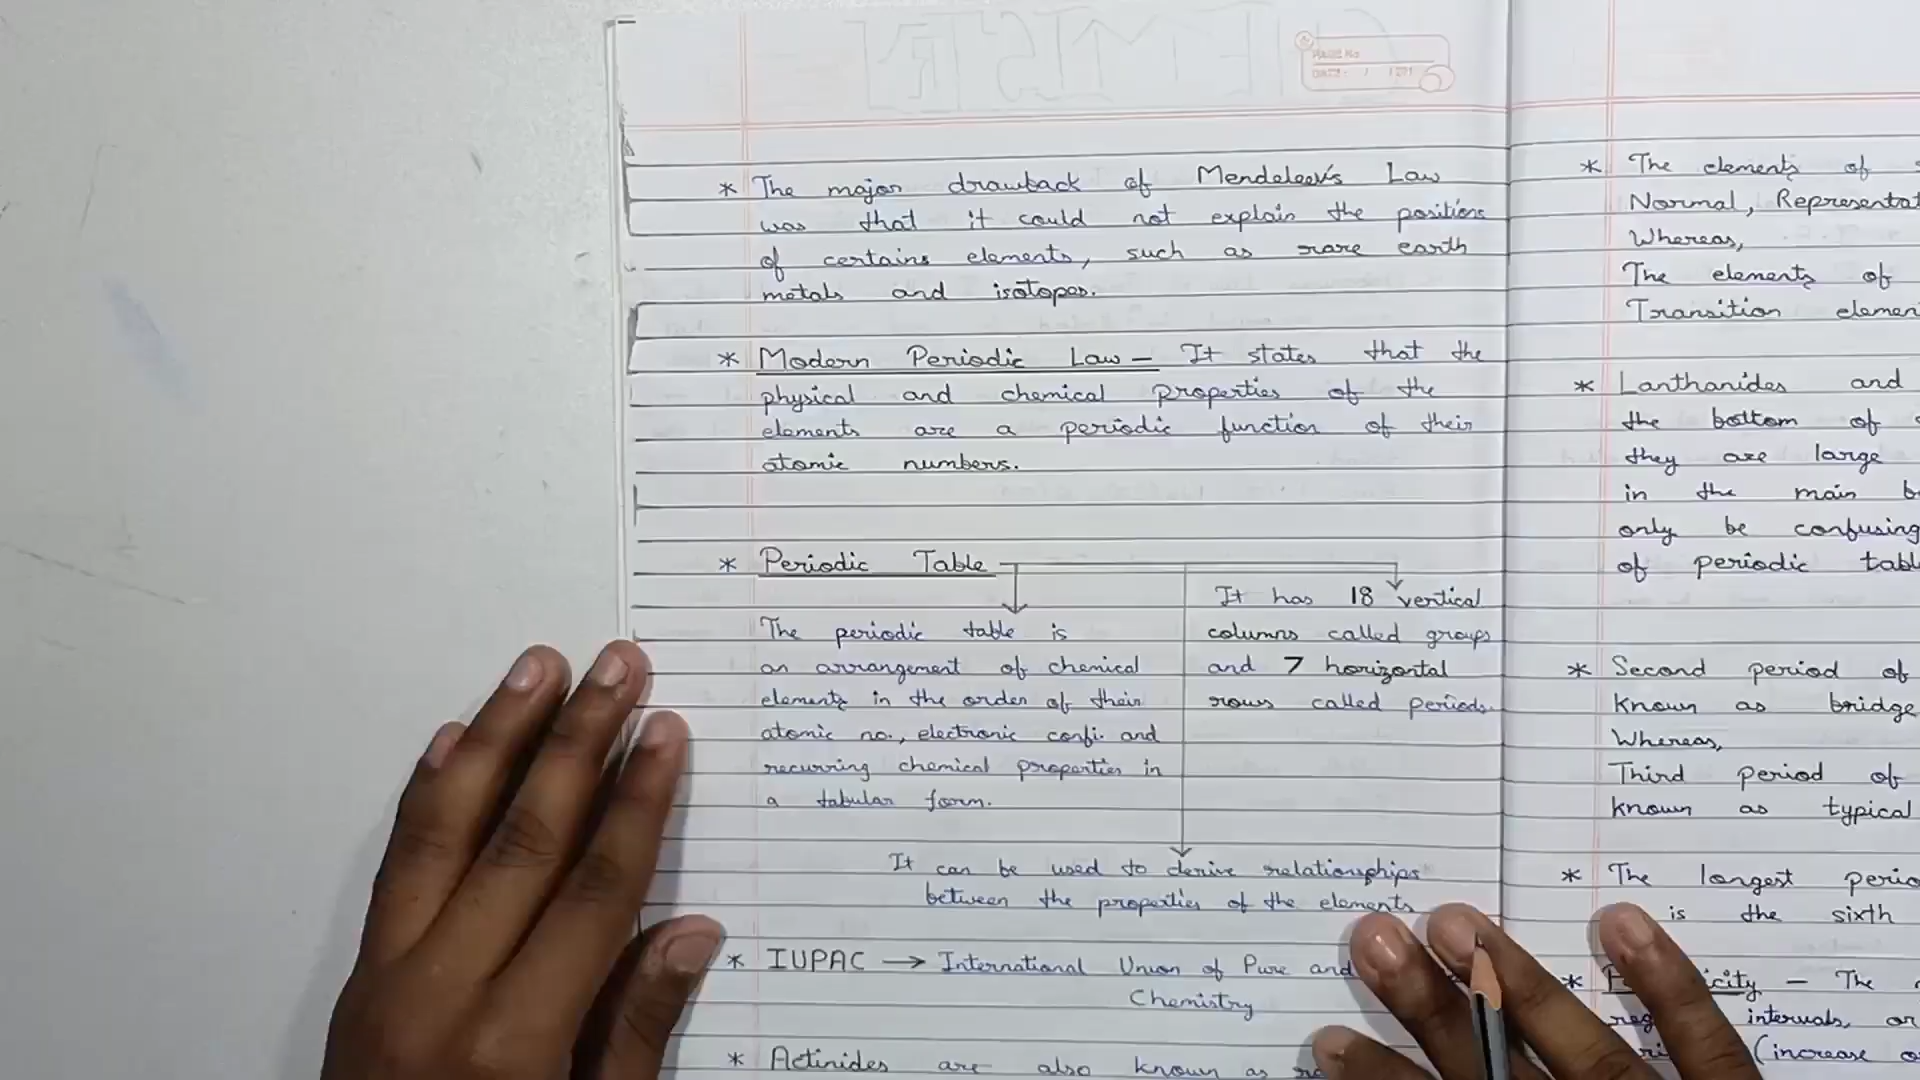 PAGE No
DATE: / /201
* The major drawback of Mendeleev's Law
was that it could not explain the positions
of certains elements, such as rare earth
metals and isotopes.
* Modern Periodic Law – It states that the
physical and chemical properties of the
elements are a periodic function of their
atomic numbers.
* Periodic Table
The periodic table is
an arrangement of chemical
elements in the order of their
atomic no., electronic confi. and
recurring chemical properties in
a tabular form.
It has 18 vertical
columns called groups
and 7 horizontal
rows called periods.
It can be used to derive relationships
between the properties of the elements
* IUPAC → International Union of Pure and
Chemistry
* Actinides are also known as
* The elements of
Normal,
Whereas,
The elements of
Transition
* Lanthanides and
the bottom of
they are large
in the main
only be confusing
of periodic
* Second period of
known as bridge
Whereas,
Third period of
known as typical
* The longest
is the sixth
* – The
intervals, or
(increase